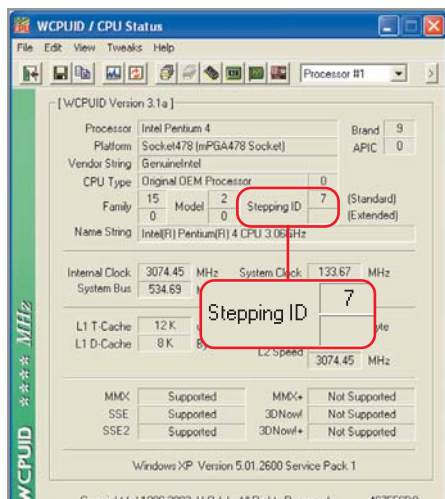 WCPUID / CPU Status
File Edit View Tweaks Help
Processor #1
[ WCPUID Version 3.1a ]
Processor Intel Pentium 4 Brand 9
Platform Socket478 (mPGA478 Socket) APIC 0
Vendor String GenuineIntel
CPU Type Original OEM Processor 0
Family 15 Model 2 Stepping ID 7 (Standard)
0 0 (Extended)
Name String Intel(R) Pentium(R) 4 CPU 3.06GHz
Internal Clock 3074.45 MHz System Clock 133.67 MHz
System Bus 534.69
Stepping ID 7
L1 T-Cache 12 K
L1 D-Cache 8 K L2 Speed 3074.45 MHz
MMX Supported MMX+ Not Supported
SSE Supported 3DNow! Not Supported
SSE2 Supported 3DNow!+ Not Supported
Windows XP Version 5.01.2600 Service Pack 1
WCPUID **** MHz